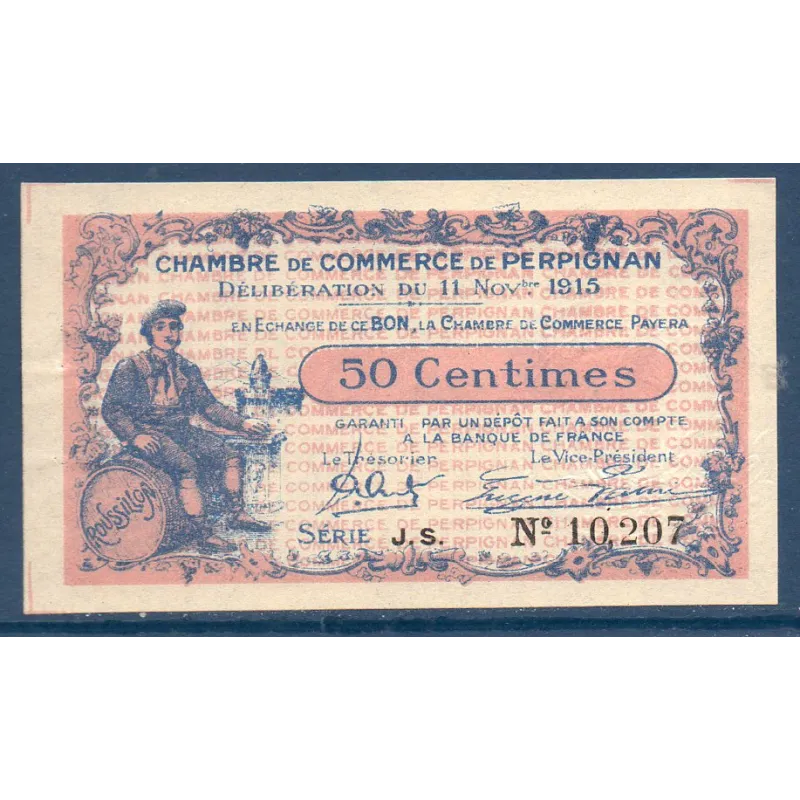 CHAMBRE DE COMMERCE DE PERPIGNAN
DÉLIBÉRATION DU 11 NOVbre 1915
EN ECHANGE DE CE BON, LA CHAMBRE DE COMMERCE PAYERA
50 Centimes
GARANTI PAR UN DÉPÔT FAIT A SON COMPTE
A LA BANQUE DE FRANCE
Le Trésorier Le Vice-Président
ROUSSILLON
SÉRIE J.S. Nº 10,207